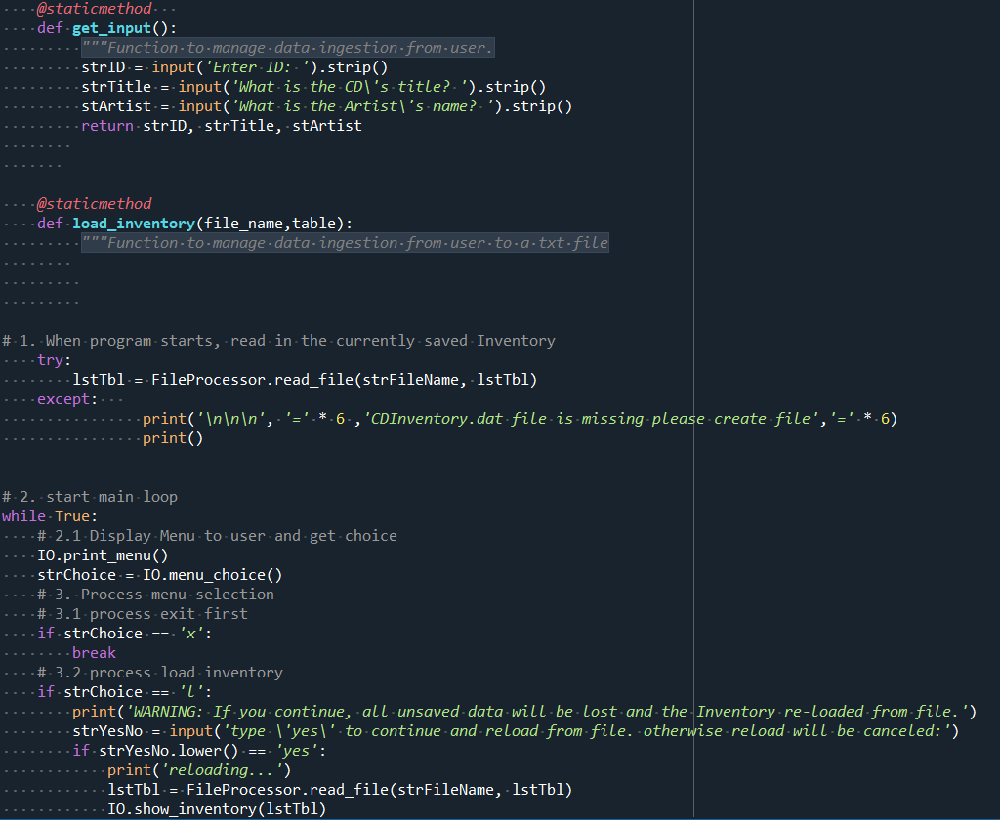 @staticmethod
def get_input():
"""Function to manage data ingestion from user.
strID = input('Enter ID: ').strip()
strTitle = input('What is the CD\'s title? ').strip()
stArtist = input('What is the Artist\'s name? ').strip()
return strID, strTitle, stArtist
@staticmethod
def load_inventory(file_name,table):
"""Function to manage data ingestion from user to a txt file
# 1. When program starts, read in the currently saved Inventory
try:
lstTbl = FileProcessor.read_file(strFileName, lstTbl)
except:
print('\n\n\n', '=' * 6 ,'CDInventory.dat file is missing please create file','=' * 6)
print()
# 2. start main loop
while True:
# 2.1 Display Menu to user and get choice
IO.print_menu()
strChoice = IO.menu_choice()
# 3. Process menu selection
# 3.1 process exit first
if strChoice == 'x':
break
# 3.2 process load inventory
if strChoice == 'l':
print('WARNING: If you continue, all unsaved data will be lost and the Inventory re-loaded from file.')
strYesNo = input('type \'yes\' to continue and reload from file. otherwise reload will be canceled:')
if strYesNo.lower() == 'yes':
print('reloading...')
lstTbl = FileProcessor.read_file(strFileName, lstTbl)
IO.show_inventory(lstTbl)